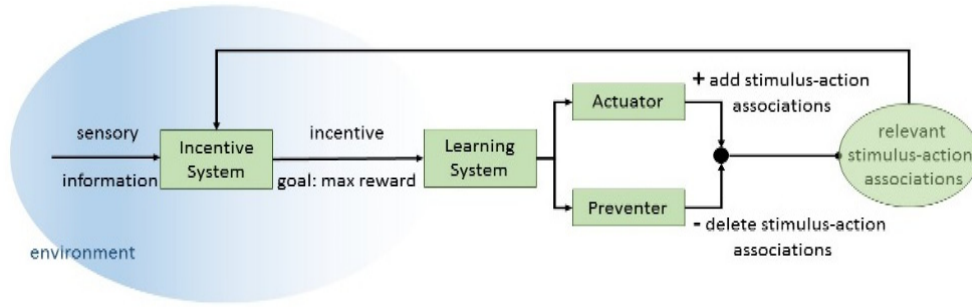 sensory
information
environment
Incentive
System
incentive
goal: max reward
Learning
System
Actuator
Preventer
+ add stimulus-action
associations
- delete stimulus-action
associations
relevant
stimulus-action
associations